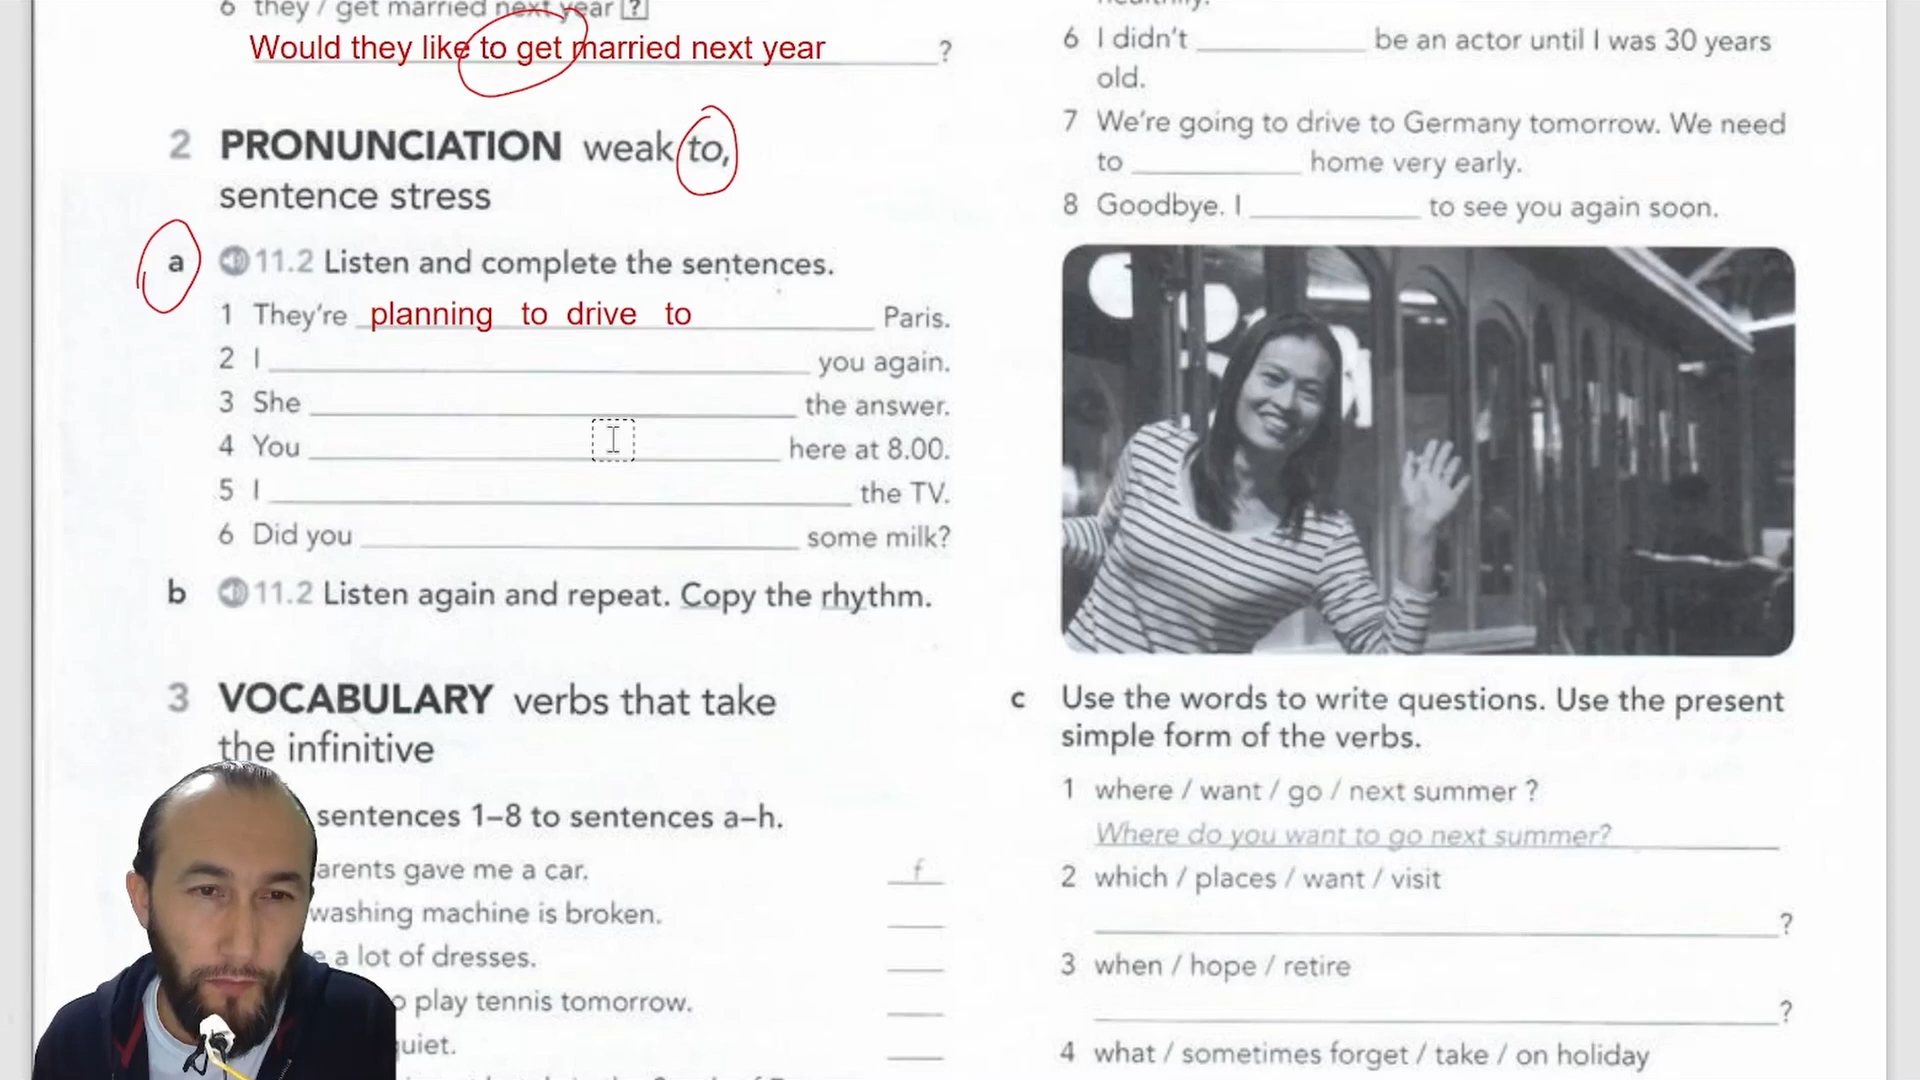 6 they / get married next year ?
Would they like to get married next year ?
2 PRONUNCIATION weak to,
sentence stress
a 11.2 Listen and complete the sentences.
1 They're planning to drive to Paris.
2 I you again.
3 She the answer.
4 You here at 8.00.
5 I the TV.
6 Did you some milk?
b 11.2 Listen again and repeat. Copy the rhythm.
3 VOCABULARY verbs that take
the infinitive
sentences 1–8 to sentences a–h.
arents gave me a car. f
washing machine is broken.
a lot of dresses.
o play tennis tomorrow.
uiet.
6 I didn't be an actor until I was 30 years
old.
7 We're going to drive to Germany tomorrow. We need
to home very early.
8 Goodbye. I to see you again soon.
c Use the words to write questions. Use the present
simple form of the verbs.
1 where / want / go / next summer ?
Where do you want to go next summer?
2 which / places / want / visit
?
3 when / hope / retire
?
4 what / sometimes forget / take / on holiday